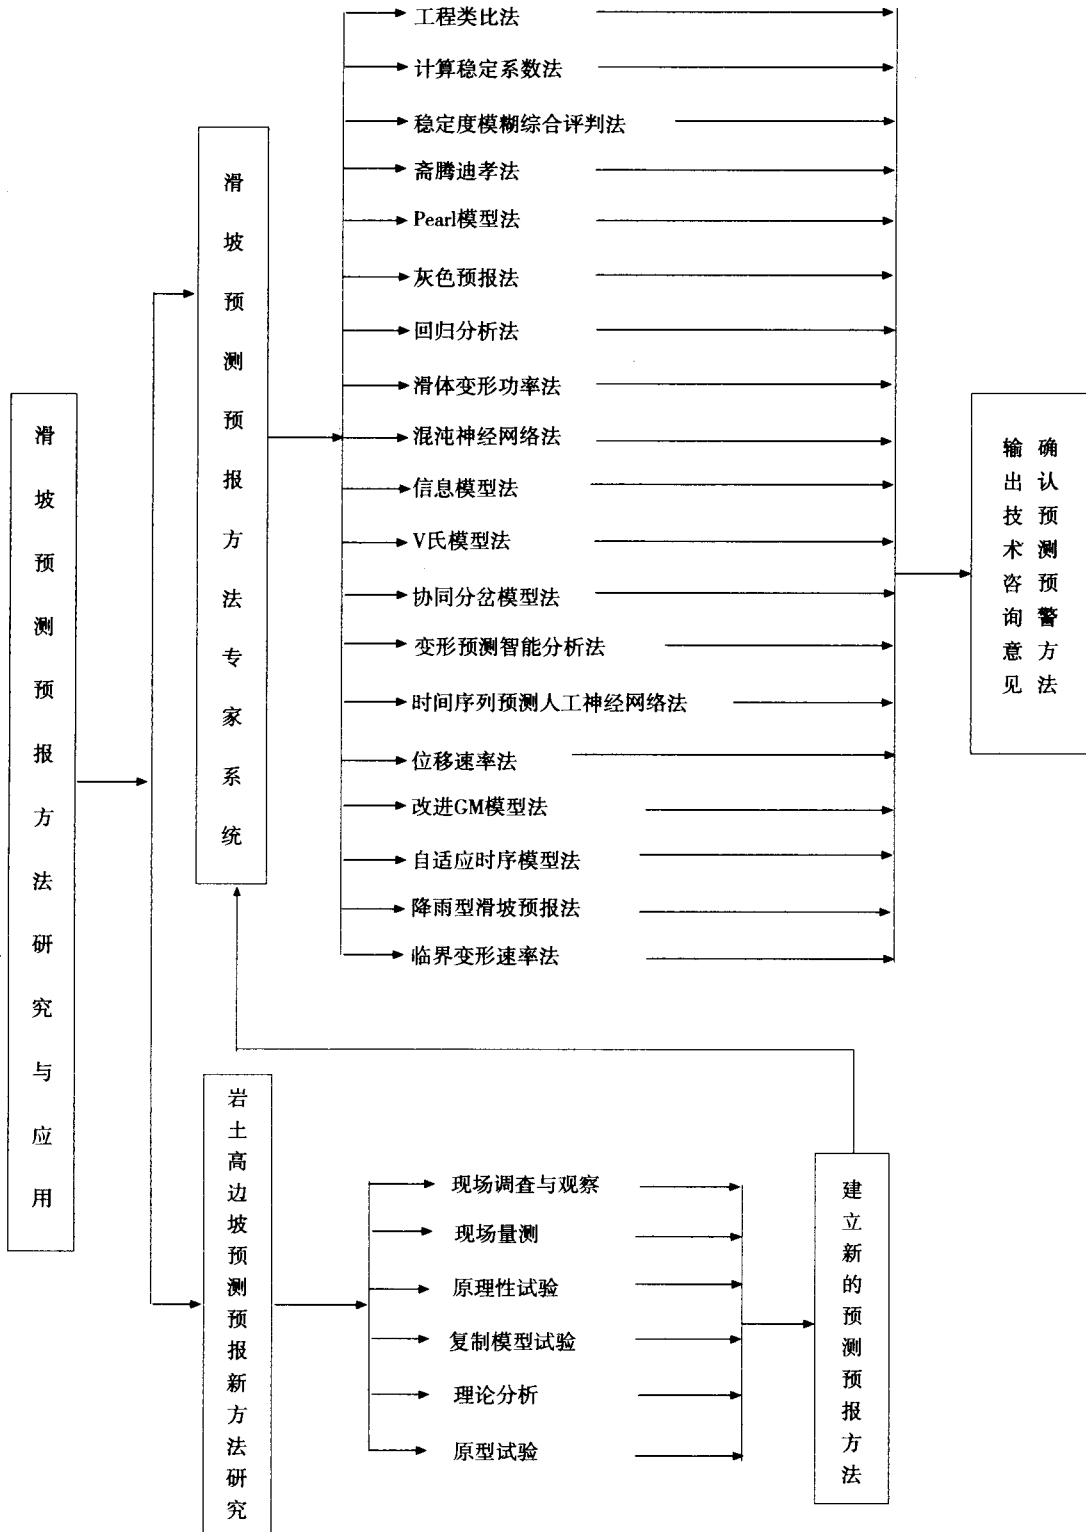 滑坡预测预报方法研究与应用
滑坡预测预报方法专家系统
工程类比法
计算稳定系数法
稳定度模糊综合评判法
斋腾迪孝法
Pearl模型法
灰色预报法
回归分析法
滑体变形功率法
混沌神经网络法
信息模型法
V氏模型法
协同分岔模型法
变形预测智能分析法
时间序列预测人工神经网络法
位移速率法
改进GM模型法
自适应时序模型法
降雨型滑坡预报法
临界变形速率法
确认预测预警方法
输出技术咨询意见
岩土高边坡预测预报新方法研究
现场调查与观察
现场量测
原理性试验
复制模型试验
理论分析
原型试验
建立新的预测预报方法